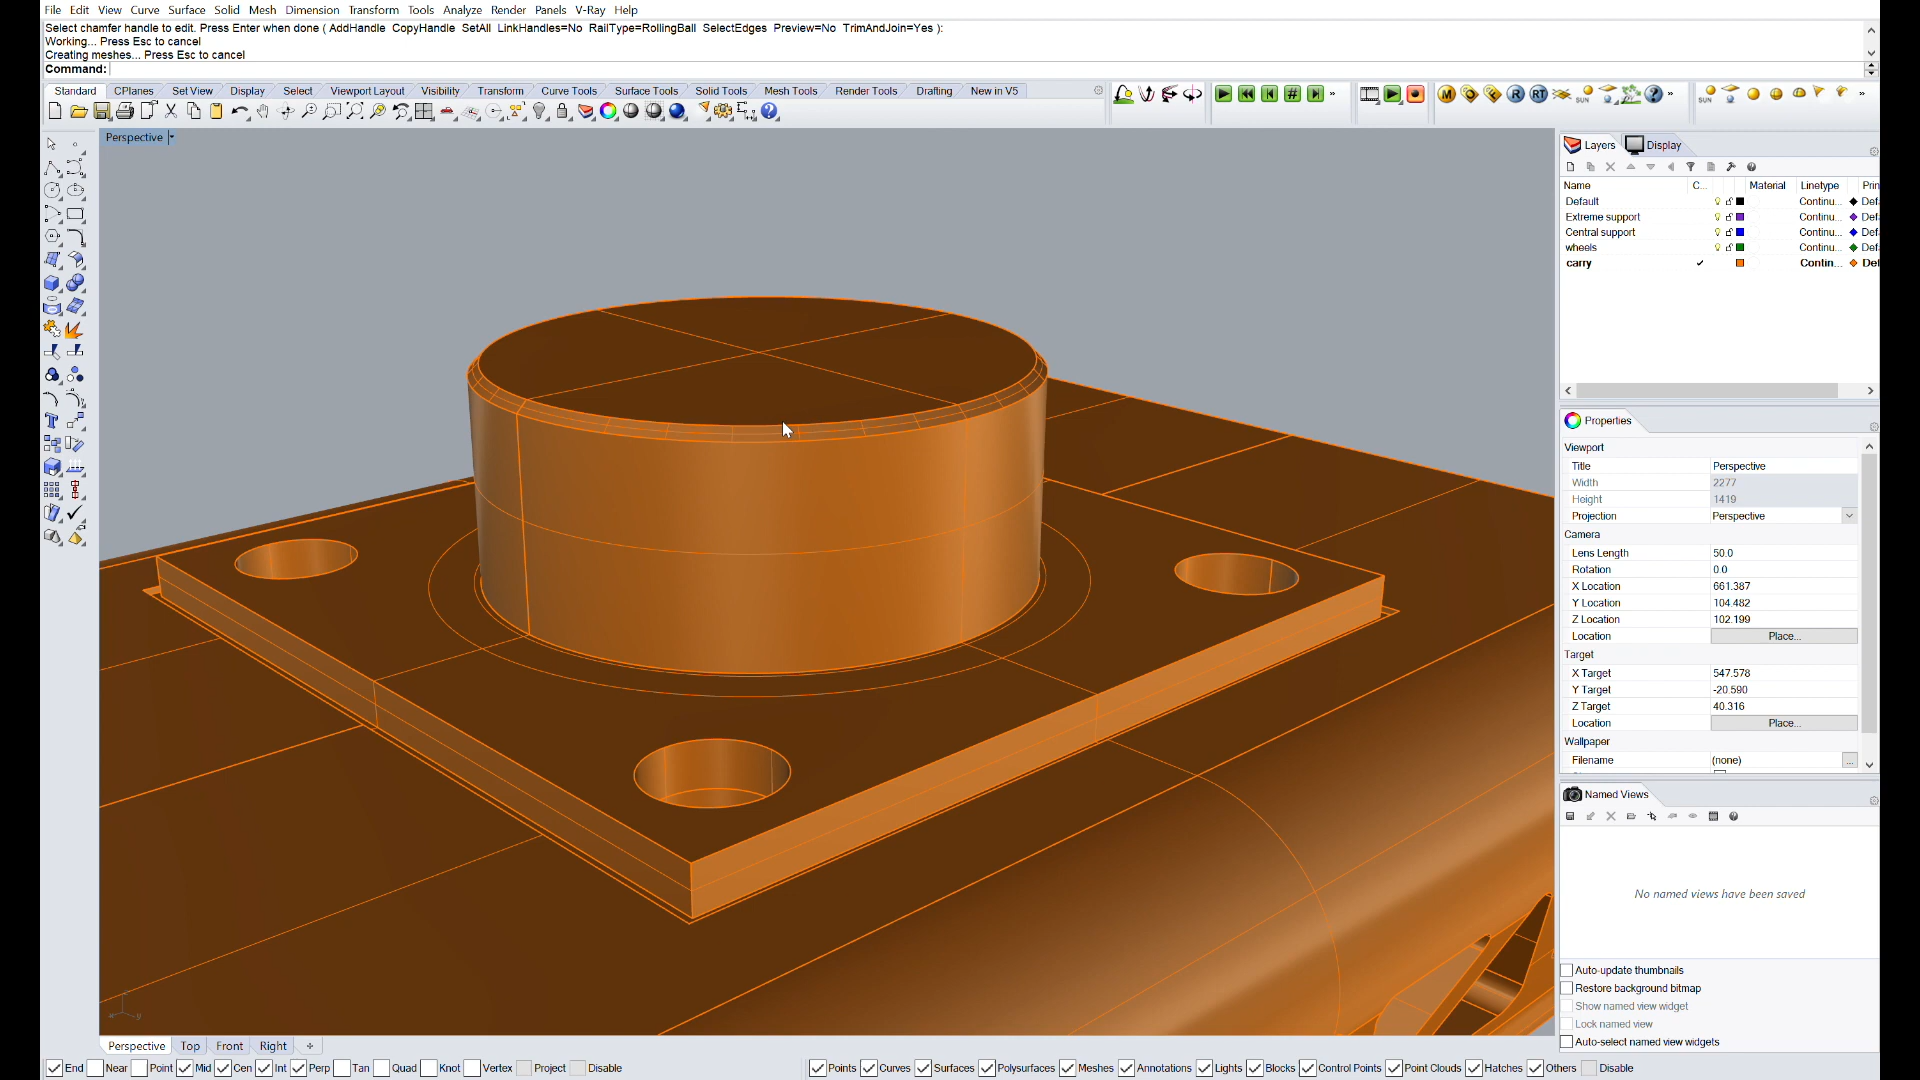 File Edit View Curve Surface Solid Mesh Dimension Transform Tools Analyze Render Panels V-Ray Help
Select chamfer handle to edit. Press Enter when done ( AddHandle CopyHandle SetAll LinkHandles=No RailType=RollingBall SelectEdges Preview=No TrimAndJoin=Yes ):
Working... Press Esc to cancel
Creating meshes... Press Esc to cancel
Command:
Standard CPlanes Set View Display Select Viewport Layout Visibility Transform Curve Tools Surface Tools Solid Tools Mesh Tools Render Tools Drafting New in V5
Perspective
Layers Display
Name C... Material Linetype Prin
Default Continu... Def
Extreme support Continu... Def
Central support Continu... Def
wheels Continu... Def
carry Contin... De
Properties
Viewport
Title Perspective
Width 2277
Height 1419
Projection Perspective
Camera
Lens Length 50.0
Rotation 0.0
X Location 661.387
Y Location 104.482
Z Location 102.199
Location Place...
Target
X Target 547.578
Y Target -20.590
Z Target 40.316
Location Place...
Wallpaper
Filename (none) ...
Named Views
No named views have been saved
Auto-update thumbnails
Restore background bitmap
Show named view widget
Lock named view
Auto-select named view widgets
Perspective Top Front Right
End Near Point Mid Cen Int Perp Tan Quad Knot Vertex Project Disable Points Curves Surfaces Polysurfaces Meshes Annotations Lights Blocks Control Points Point Clouds Hatches Others Disable